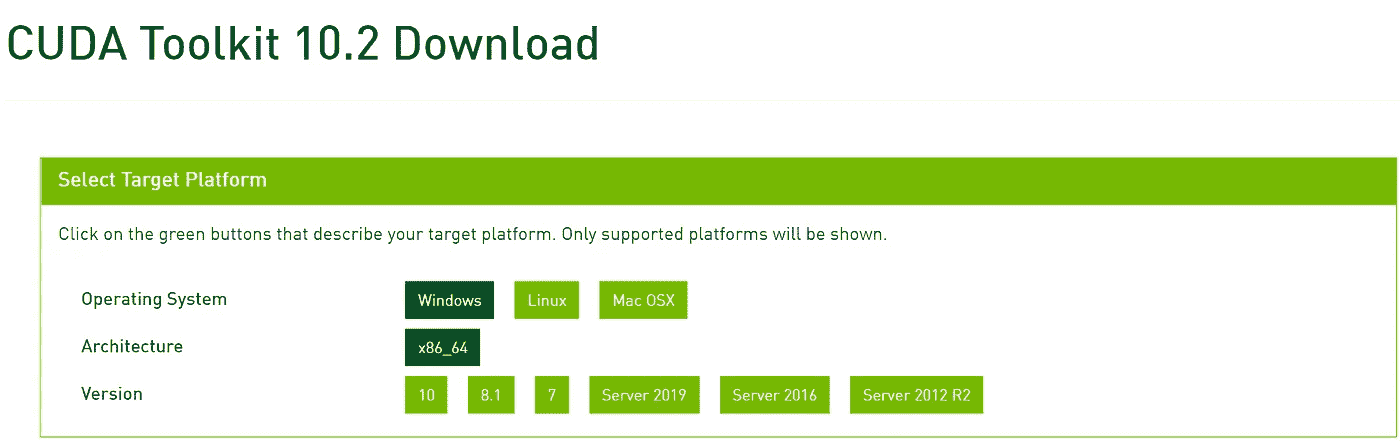 CUDA Toolkit 10.2 Download
Select Target Platform
Click on the green buttons that describe your target platform. Only supported platforms will be shown.
Operating System Windows Linux Mac OSX
Architecture x86_64
Version 10 8.1 7 Server 2019 Server 2016 Server 2012 R2